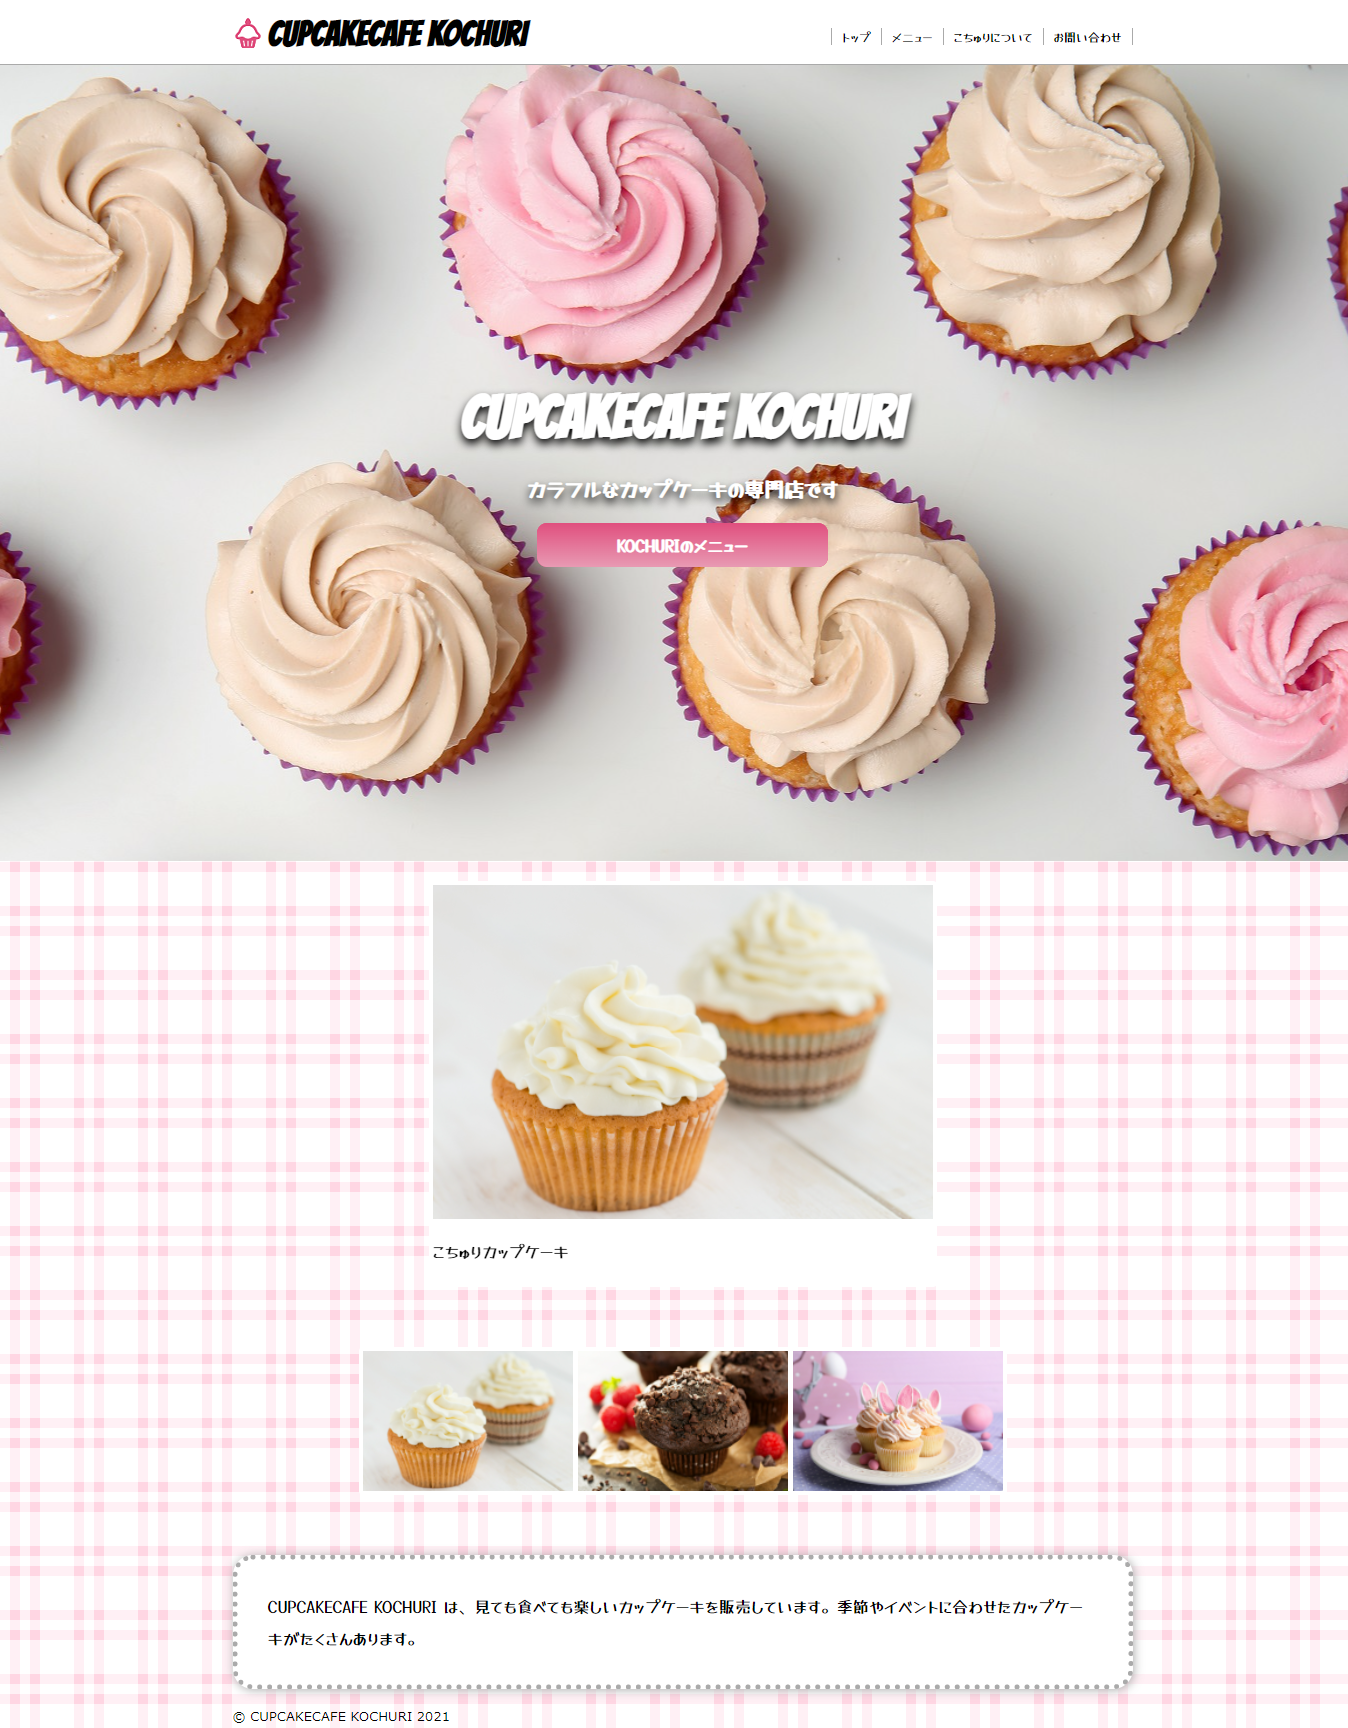 CUPCAKECAFE KOCHURI
トップ
メニュー
こちゅりについて
お問い合わせ
CUPCAKECAFE KOCHURI
カラフルなカップケーキの専門店です
KOCHURIのメニュー
こちゅりカップケーキ
CUPCAKECAFE KOCHURI は、見ても食べても楽しいカップケーキを販売しています。季節やイベントに合わせたカップケー
キがたくさんあります。
© CUPCAKECAFE KOCHURI 2021